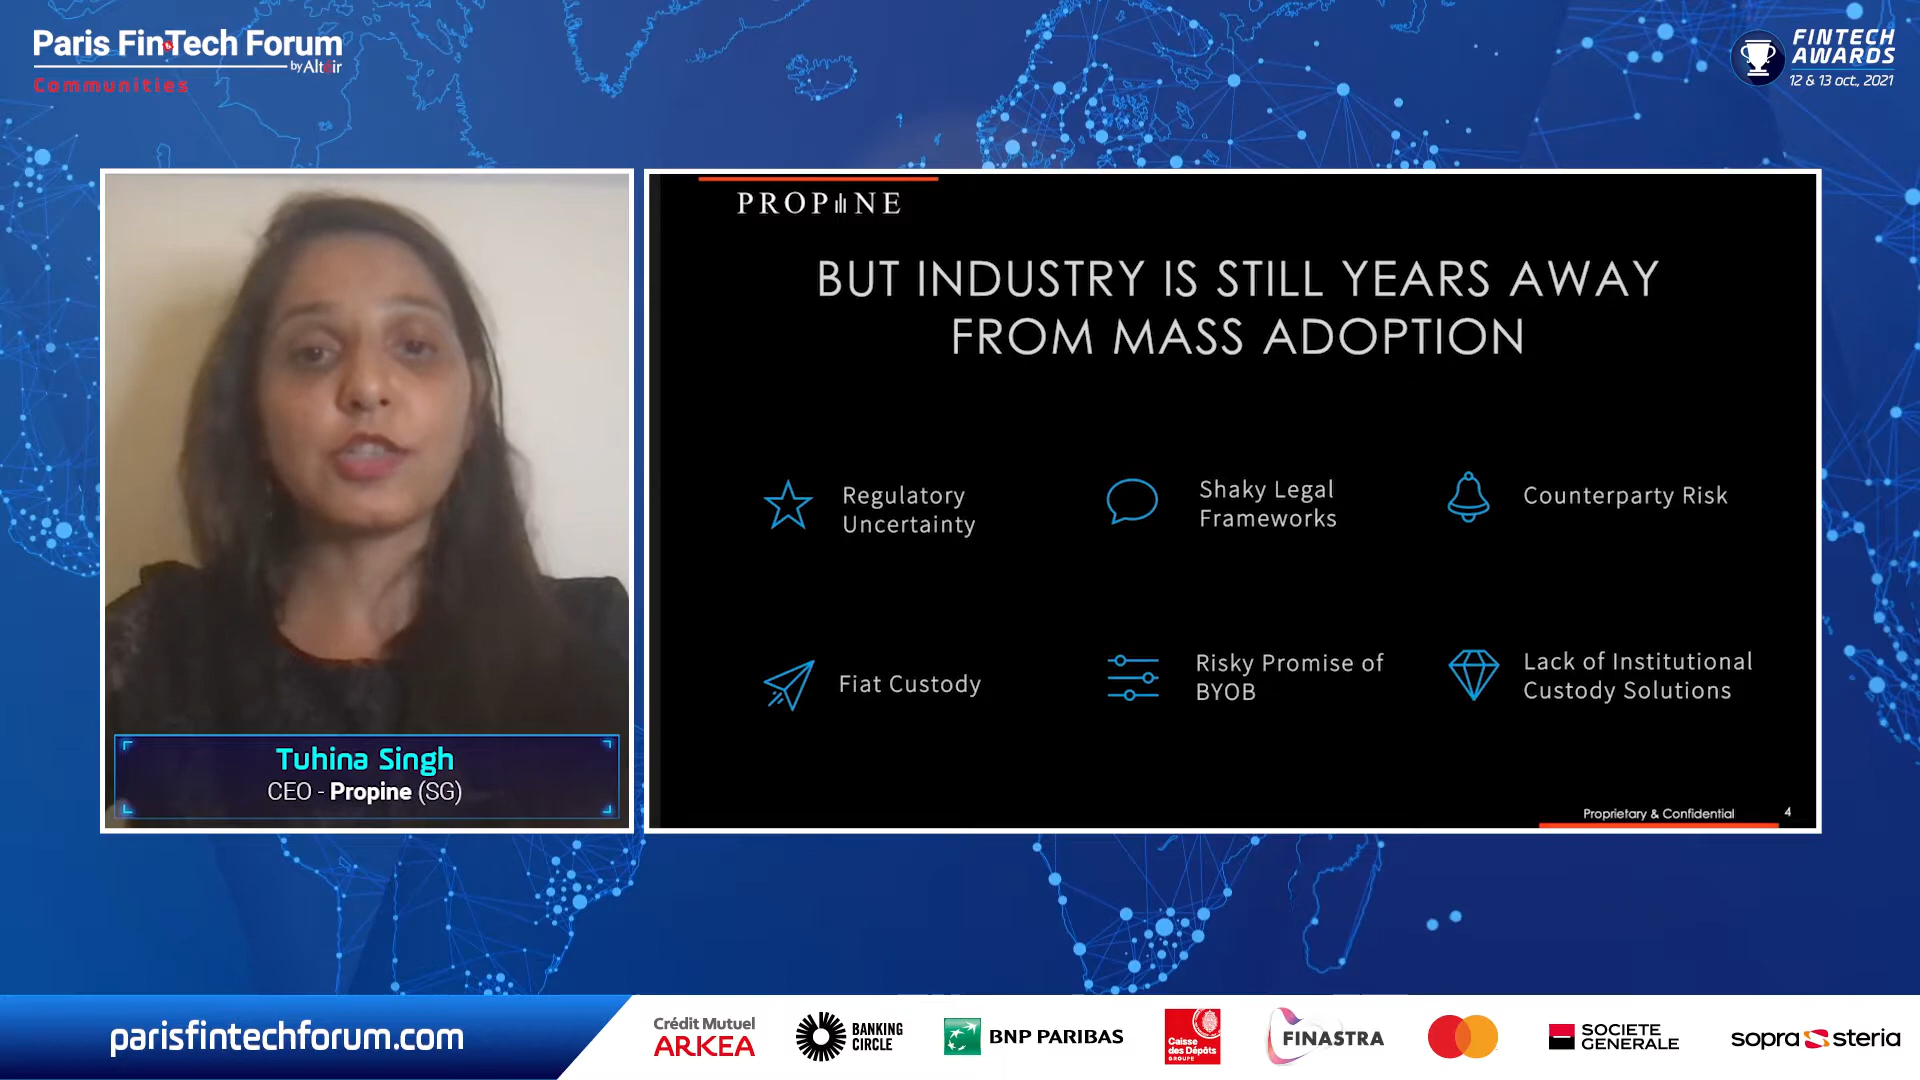 Paris FinTech Forum
by Altéir
Communities
FINTECH
AWARDS
12 & 13 oct., 2021
PROPINE
BUT INDUSTRY IS STILL YEARS AWAY
FROM MASS ADOPTION
Regulatory
Uncertainty
Shaky Legal
Frameworks
Counterparty Risk
Fiat Custody
Risky Promise of
BYOB
Lack of Institutional
Custody Solutions
Proprietary & Confidential
4
Tuhina Singh
CEO - Propine (SG)
parisfintechforum.com
Crédit Mutuel
ARKEA
BANKING
CIRCLE
BNP PARIBAS
Caisse
des Dépôts
GROUPE
FINASTRA
SOCIETE
GENERALE
sopra steria